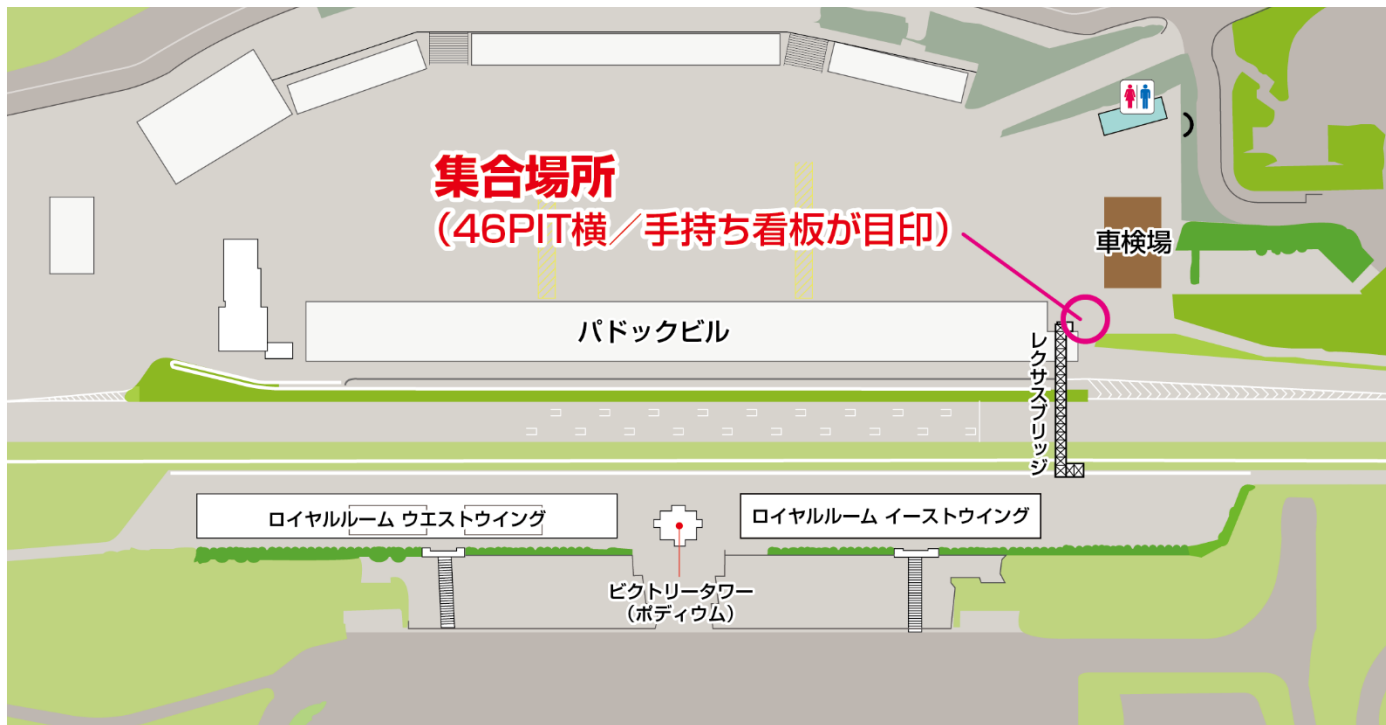 集合場所
（46PIT横／手持ち看板が目印）
車検場
パドックビル
レクサスブリッジ
ロイヤルルーム ウエストウイング
ロイヤルルーム イーストウイング
ビクトリータワー
（ポディウム）